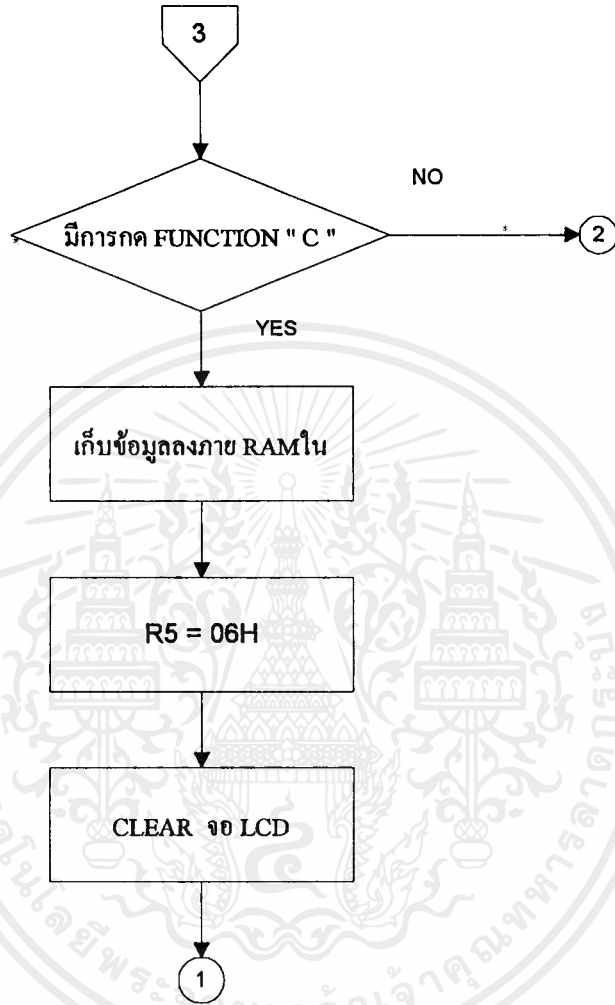 3
NO
มีการกด FUNCTION " C "
2
YES
เก็บข้อมูลลงภาย RAMใน
R5 = 06H
CLEAR จอ LCD
1